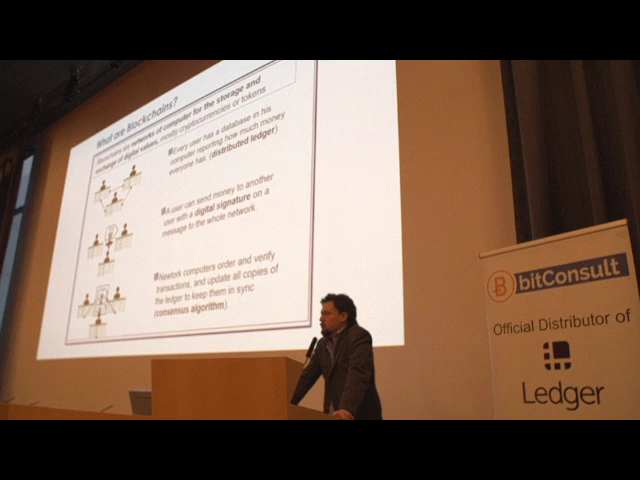 What are Blockchains?
Blockchains are networks of computer for the storage and
exchange of digital values, mostly cryptocurrencies or tokens
Every user has a database in his
computer reporting how much money
everyone has. (distributed ledger)
A user can send money to another
user with a digital signature on a
message to the whole network.
Newtork computers order and verify
transactions, and update all copies of
the ledger to keep them in sync
(consensus algorithm).
bitConsult
Official Distributor of
Ledger